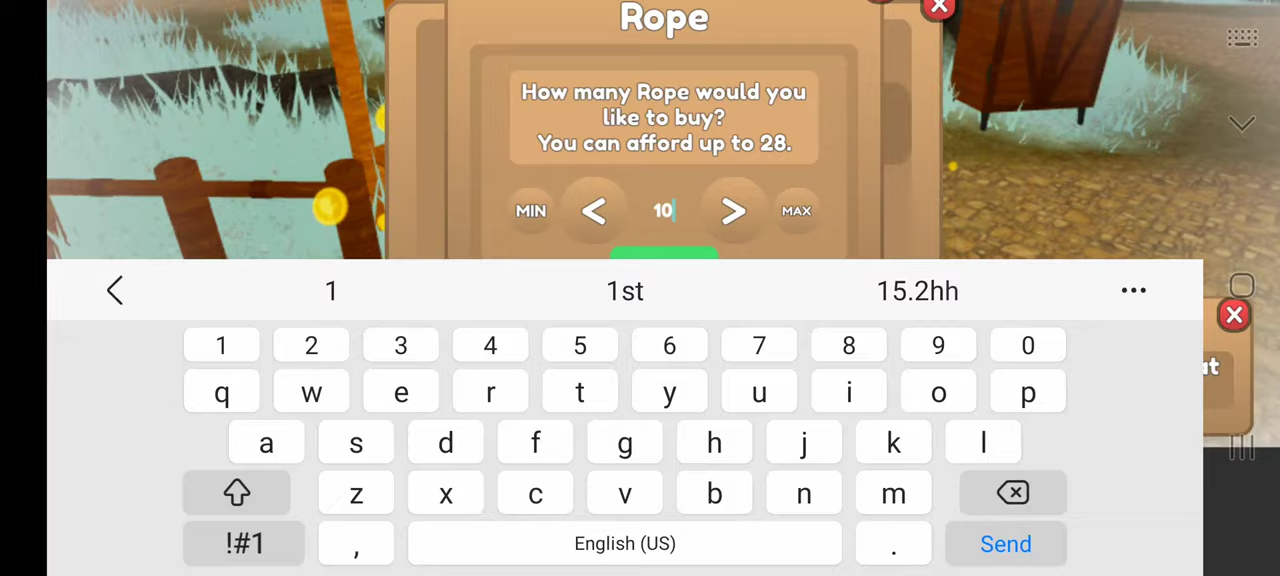 Rope
How many Rope would you
like to buy?
You can afford up to 28.
MIN < 10 > MAX
1 1st 15.2hh
1 2 3 4 5 6 7 8 9 0
q w e r t y u i o p
a s d f g h j k l
z x c v b n m
!#1 , English (US) . Send